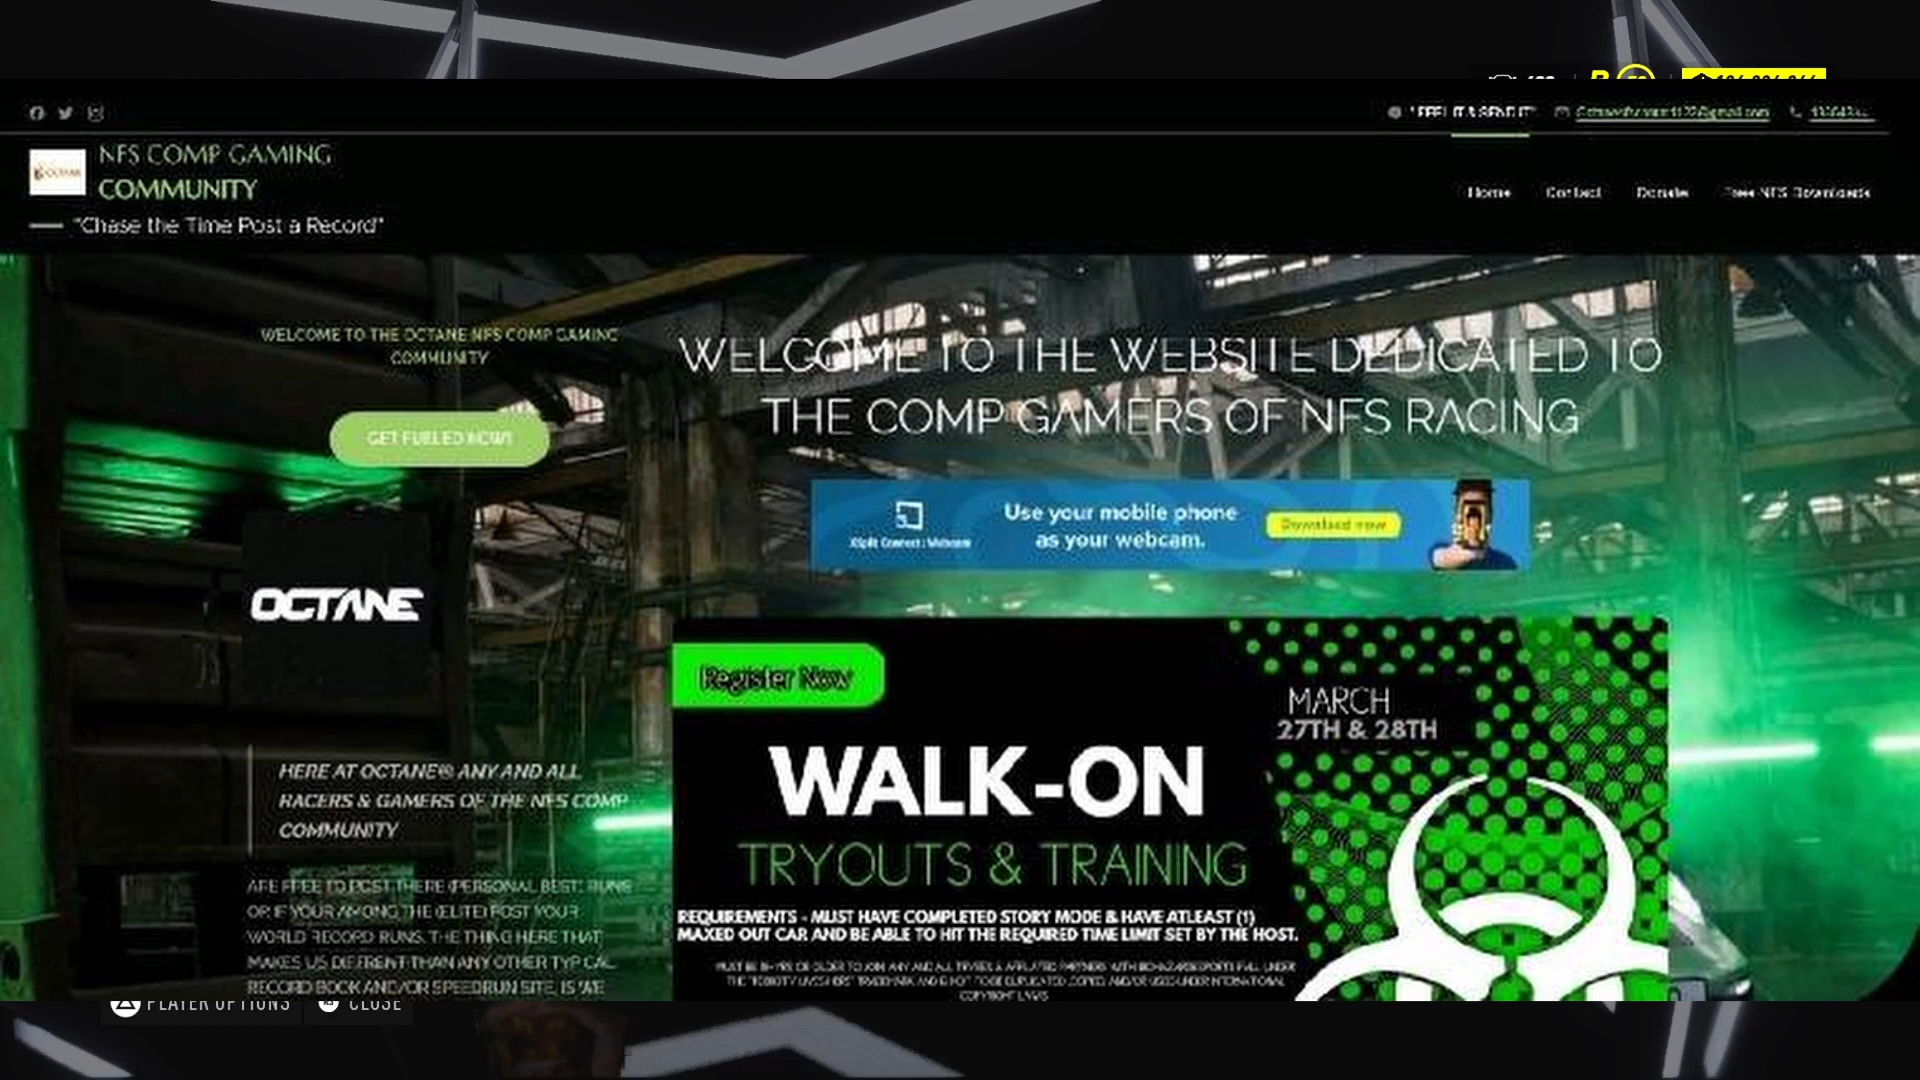 "FEEL IT & SEND IT"
NFS COMP GAMING
COMMUNITY
"Chase the Time Post a Record"
Home
Contact
Donate
Free NFS Downloads
WELCOME TO THE OCTANE NFS COMP GAMING
COMMUNITY
GET FUELED NOW!!
WELCOME TO THE WEBSITE DEDICATED TO
THE COMP GAMERS OF NFS RACING
XSplit Connect: Webcam
Use your mobile phone
as your webcam.
Download now
OCTANE
Register Now
MARCH
27TH & 28TH
WALK-ON
TRYOUTS & TRAINING
REQUIREMENTS - MUST HAVE COMPLETED STORY MODE & HAVE ATLEAST (1)
MAXED OUT CAR AND BE ABLE TO HIT THE REQUIRED TIME LIMIT SET BY THE HOST.
HERE AT OCTANE® ANY AND ALL
RACERS & GAMERS OF THE NFS COMP
COMMUNITY
ARE FREE TO POST THERE (PERSONAL BEST) RUNS
OR IF YOUR AMONG THE (ELITE) POST YOUR
WORLD RECORD RUNS. THE THING HERE THAT
MAKES US DIFFRENT THAN ANY OTHER TYPICAL
RECORD BOOK AND/OR SPEEDRUN SITE, IS WE
COPYRIGHT LAWS
PLAYER OPTIONS
CLOSE